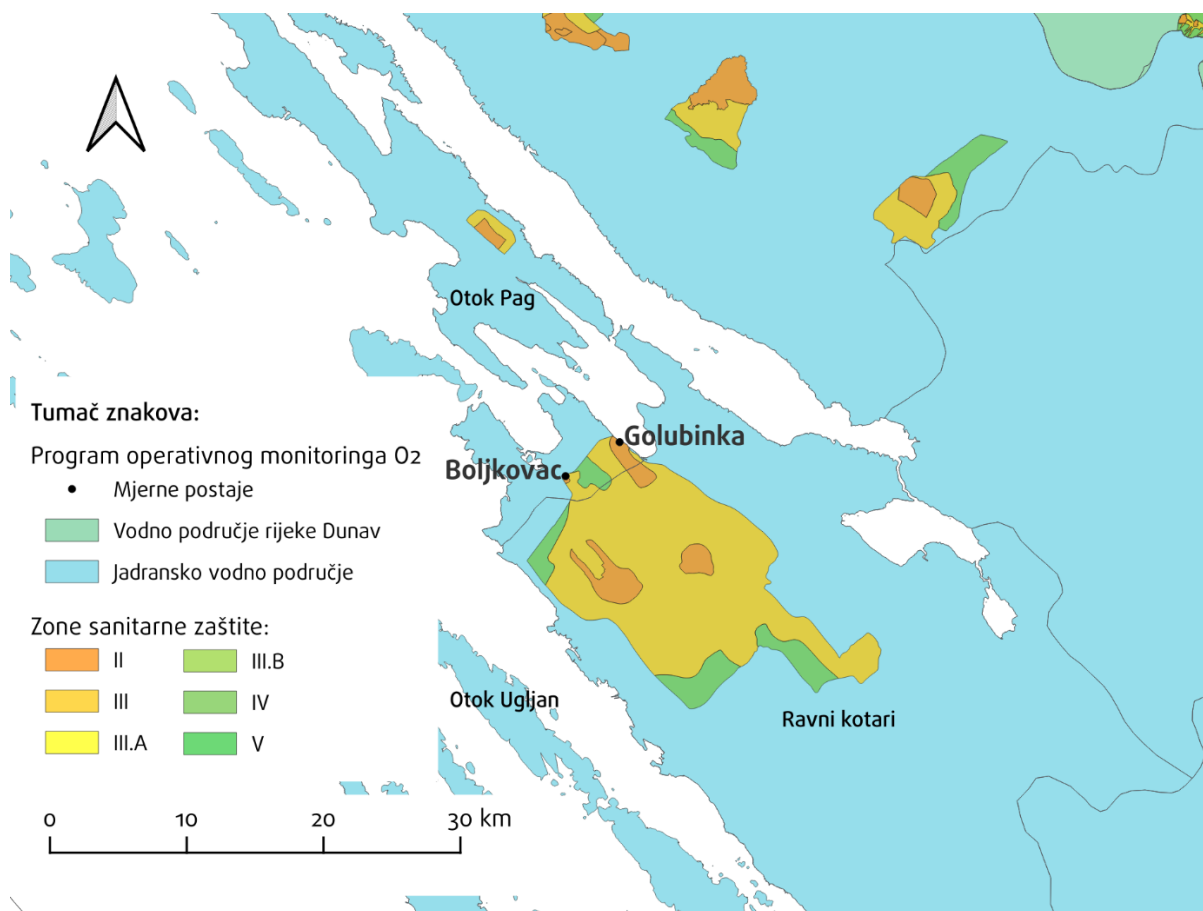 Otok Pag
Golubinka
Boljkovac
Otok Ugljan
Ravni kotari
Tumač znakova:
Program operativnog monitoringa O2
Mjerne postaje
Vodno područje rijeke Dunav
Jadransko vodno područje
Zone sanitarne zaštite:
II III.B
III IV
III.A V
0 10 20 30 km